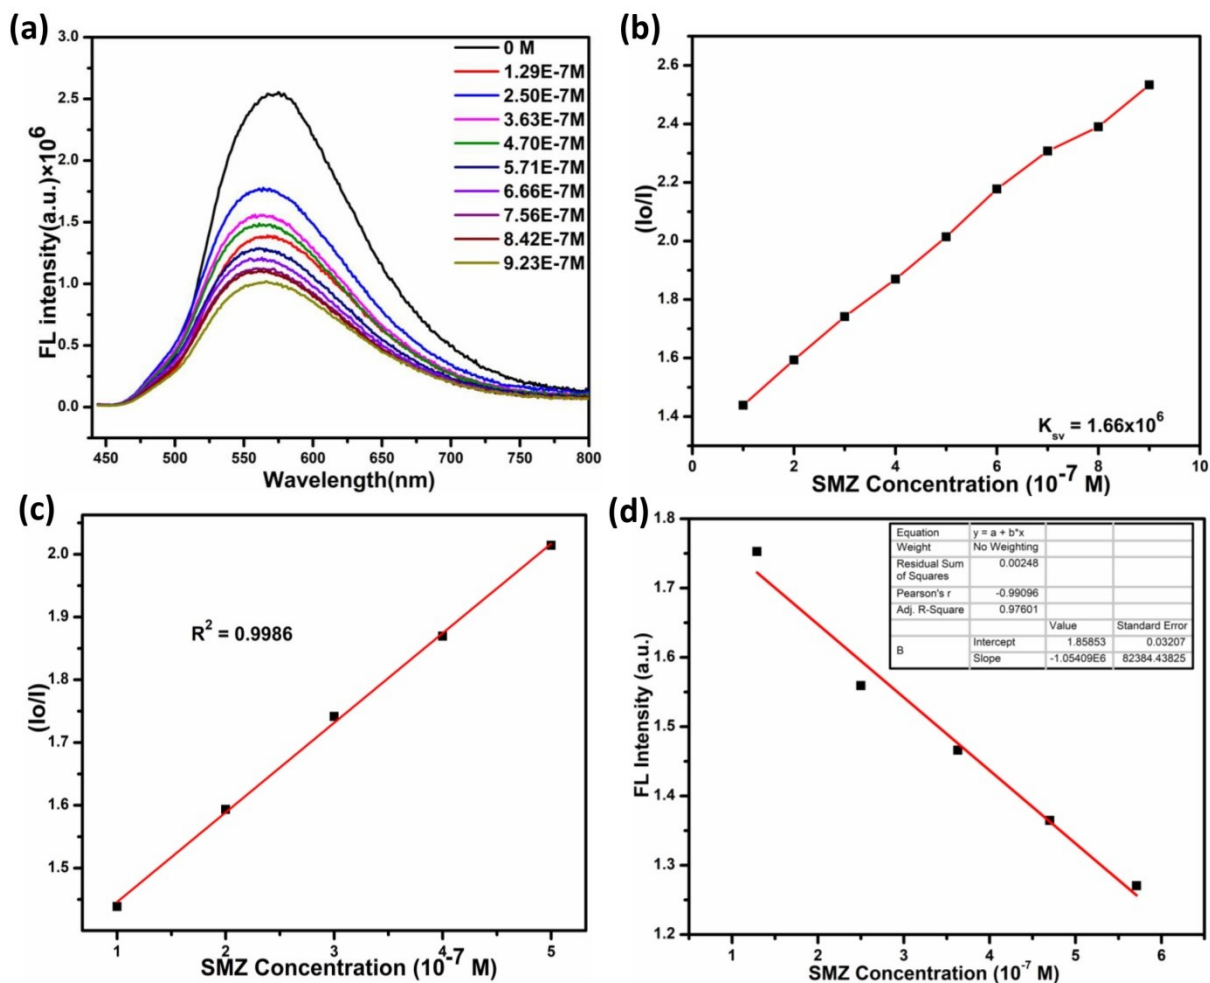 (a)
3.0
2.5
2.0
1.5
1.0
0.5
0.0
FL intensity(a.u.)×10⁶
0 M
1.29E-7M
2.50E-7M
3.63E-7M
4.70E-7M
5.71E-7M
6.66E-7M
7.56E-7M
8.42E-7M
9.23E-7M
450 500 550 600 650 700 750 800
Wavelength(nm)
(b)
2.6
2.4
2.2
2.0
1.8
1.6
1.4
(Io/I)
Ksv = 1.66x10⁶
0 2 4 6 8 10
SMZ Concentration (10⁻⁷ M)
(c)
2.0
1.9
1.8
1.7
1.6
1.5
(Io/I)
R² = 0.9986
1 2 3 4 5
SMZ Concentration (10⁻⁷ M)
(d)
1.8
1.7
1.6
1.5
1.4
1.3
1.2
FL Intensity (a.u.)
Equation y = a + b*x
Weight No Weighting
Residual Sum of Squares 0.00248
Pearson's r -0.99096
Adj. R-Square 0.97601
Value Standard Error
B Intercept 1.85853 0.03207
Slope -1.05409E6 82384.43825
1 2 3 4 5 6
SMZ Concentration (10⁻⁷ M)